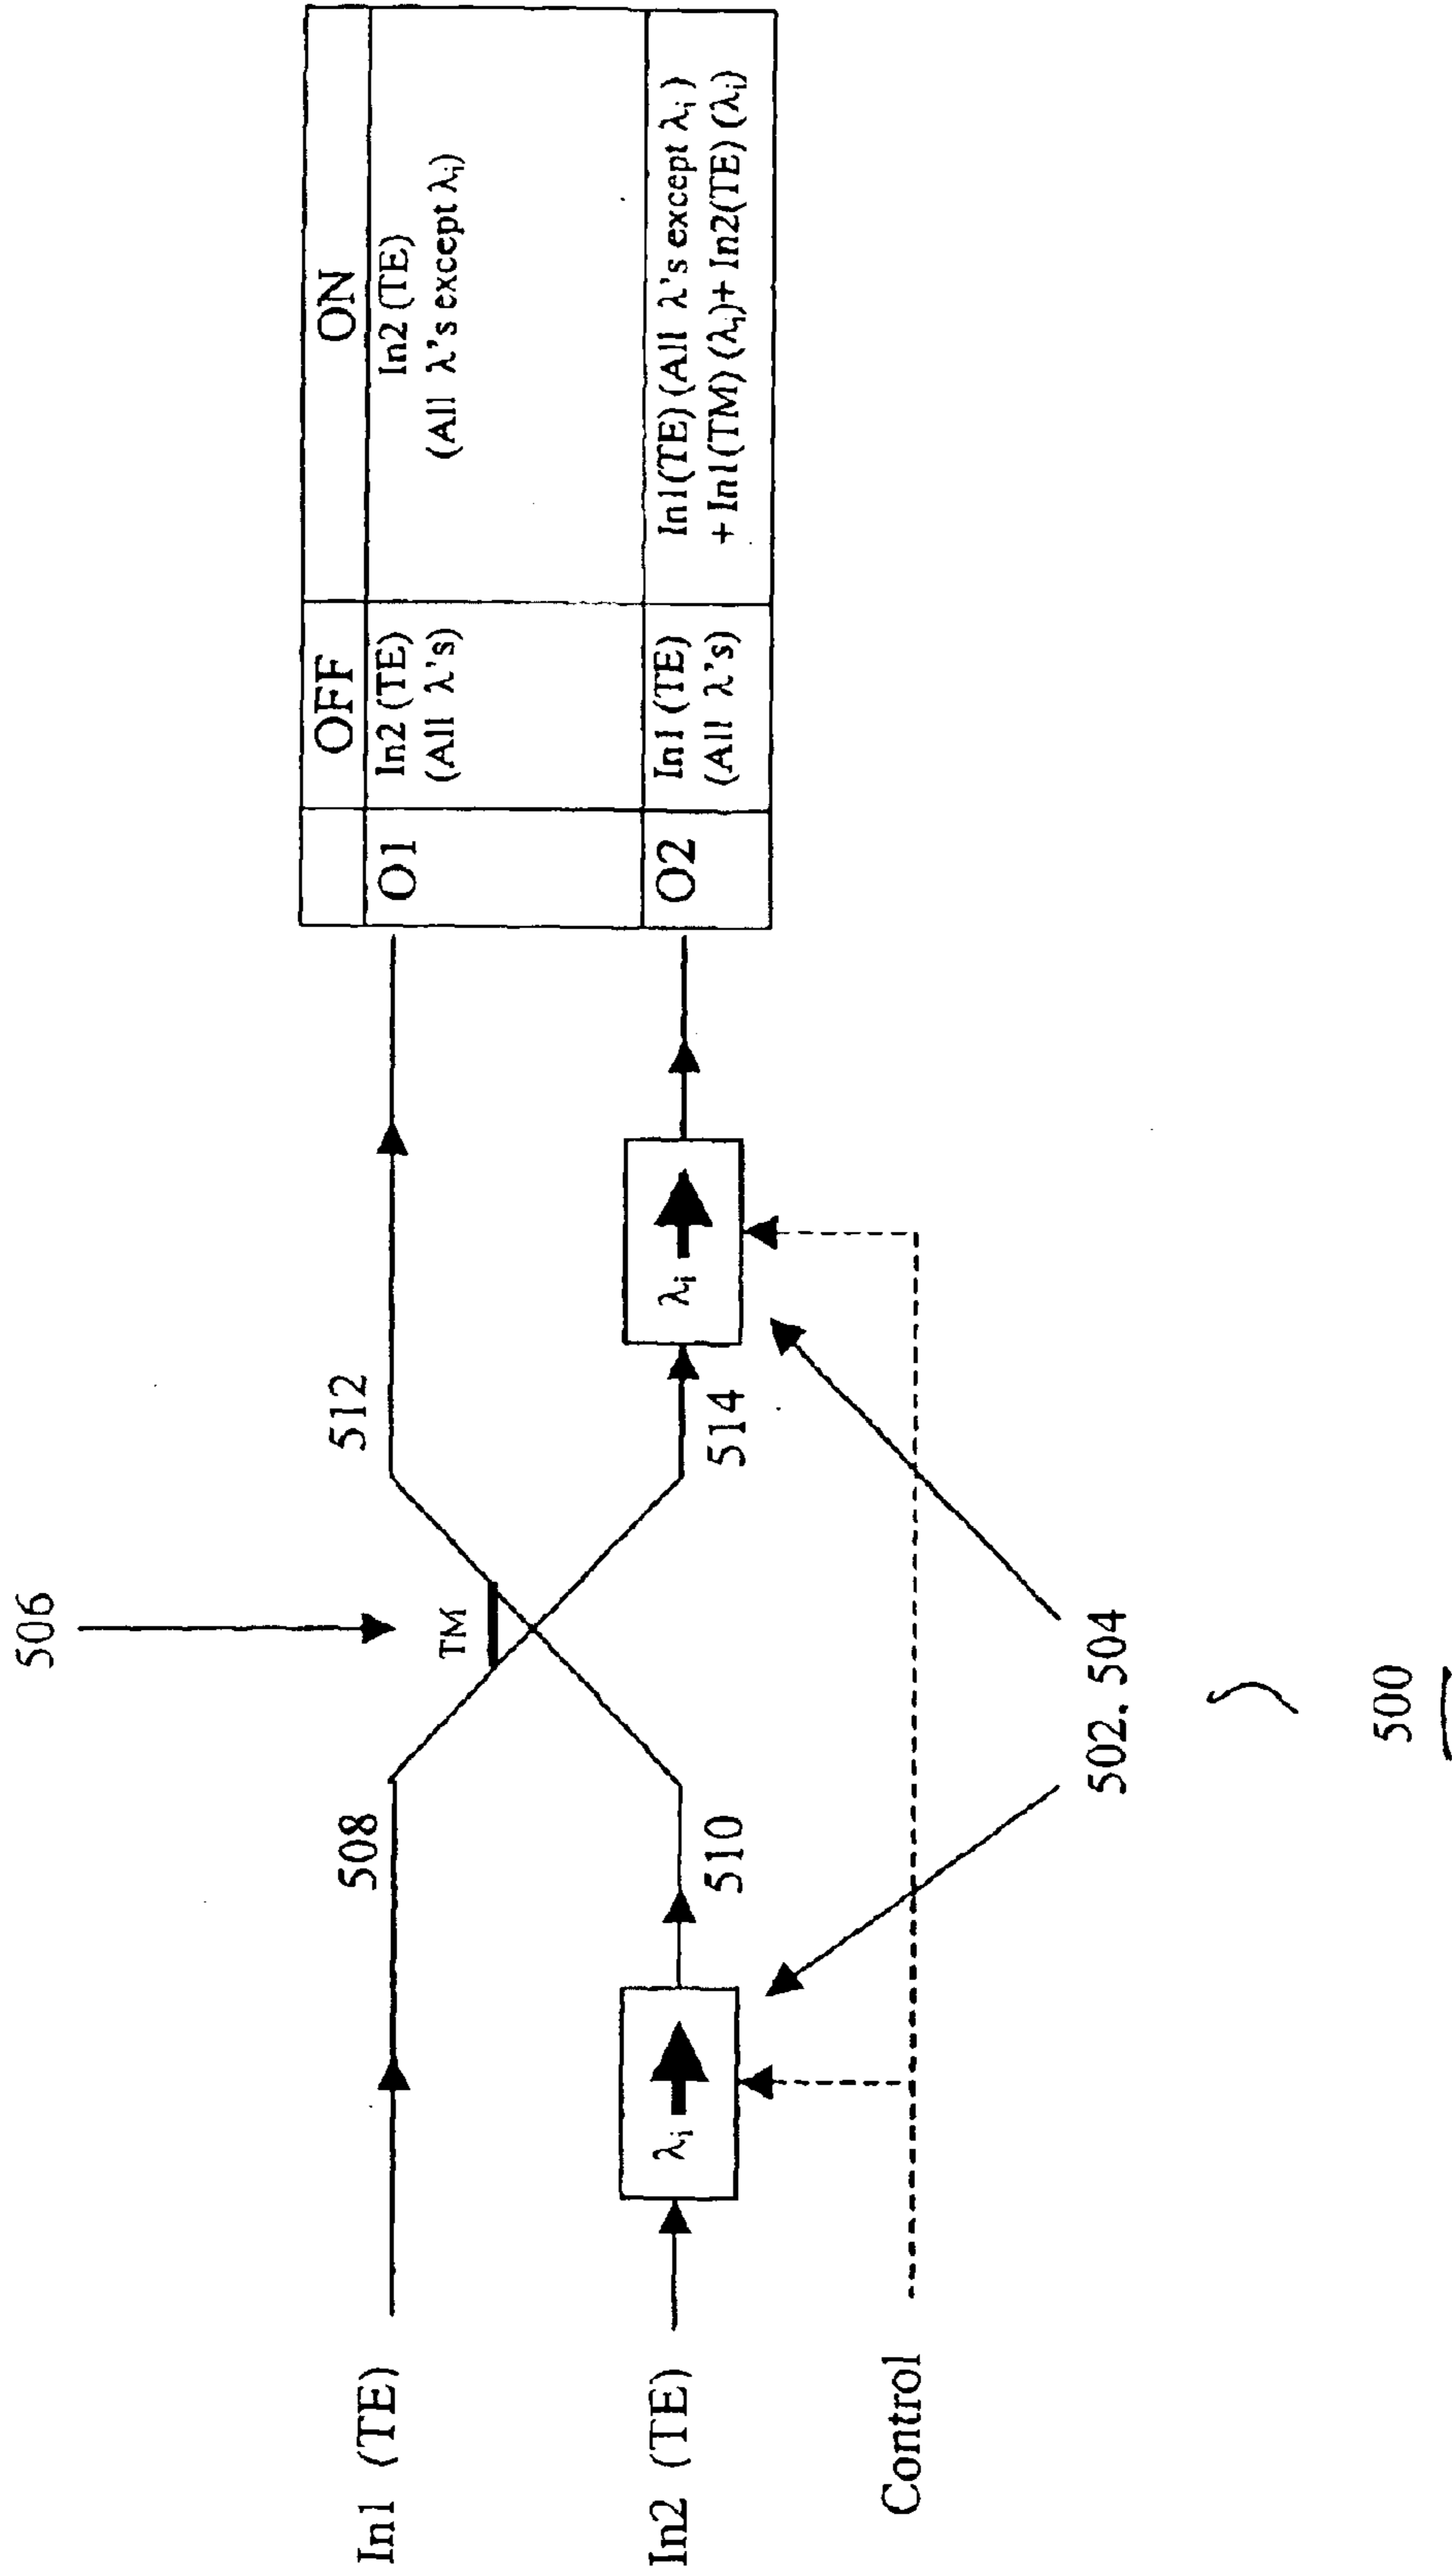 506
In1 (TE)
508
TM
512
In2 (TE)
λi
510
514
λi
Control
502. 504
500
OFF
ON
O1
In2 (TE)
(All λ's)
In2 (TE)
(All λ's except λi)
O2
In1 (TE)
(All λ's)
In1(TE) (All λ's except λi)
+ In1(TM) (λi)+ In2(TE) (λi)